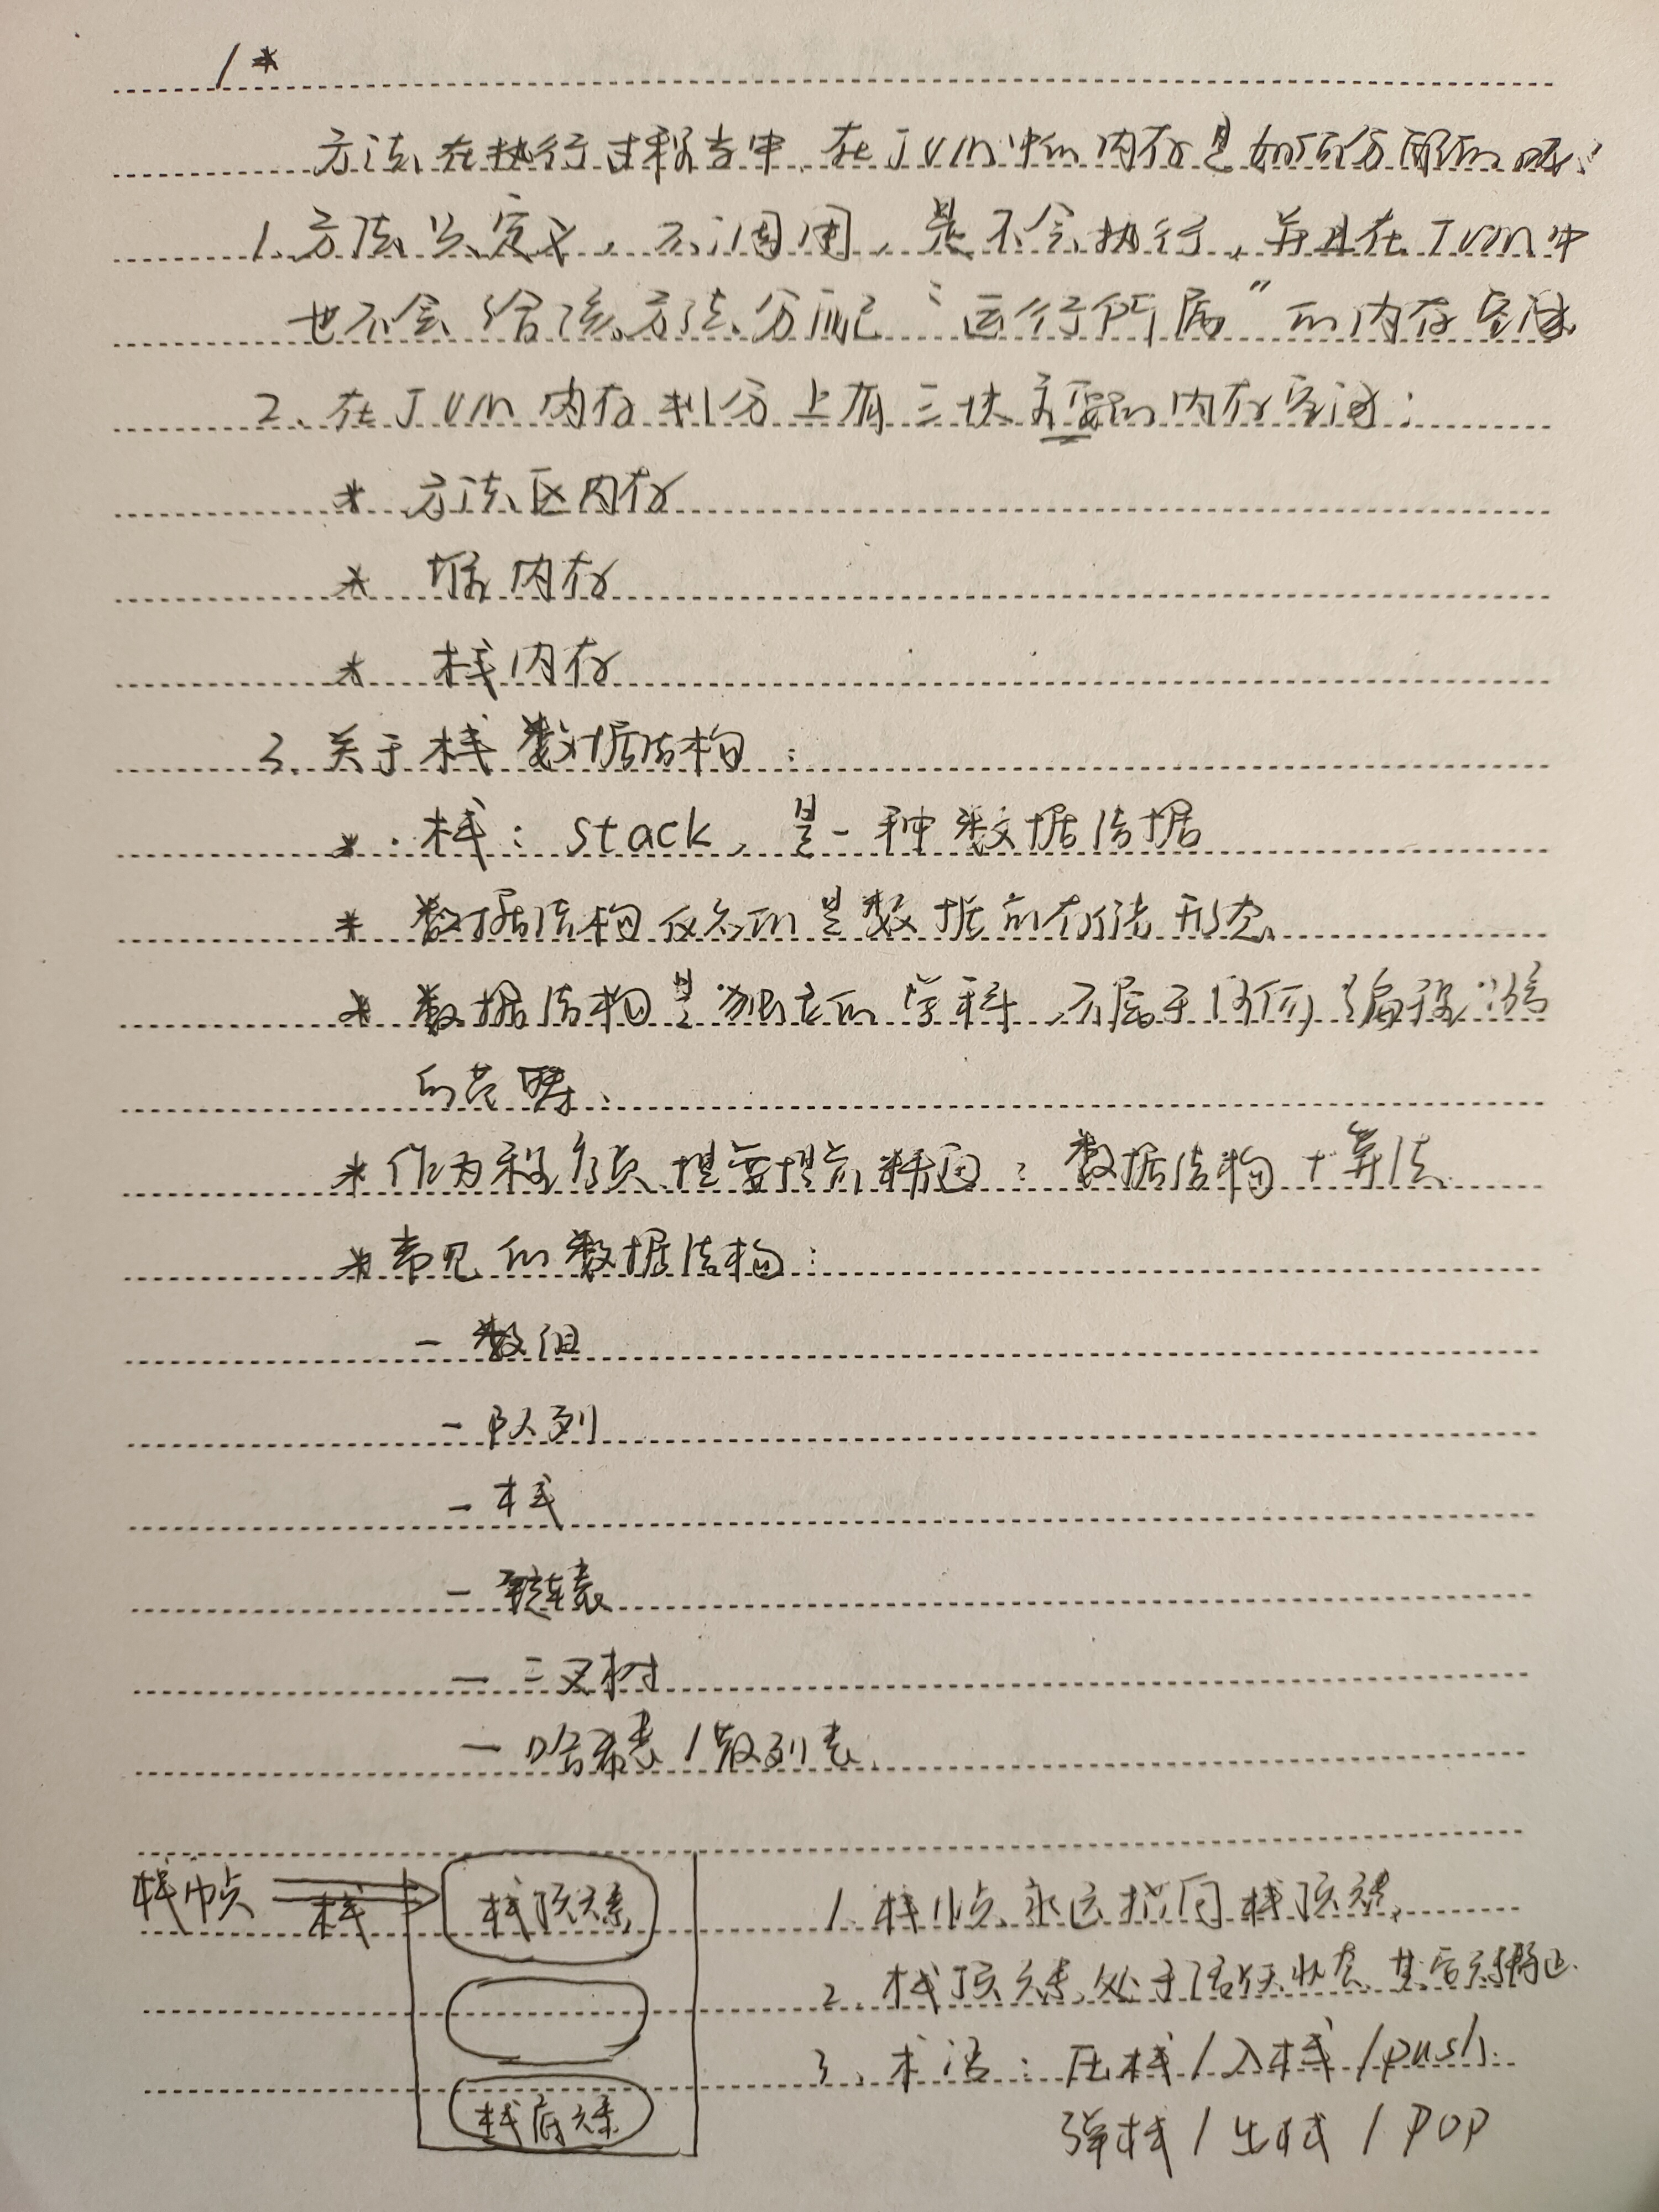 /*
方法在执行过程当中,在JVM中的内存是如何分配的呢?
1.方法只定义,不调用,是不会执行,并且在JVM中
也不会给该方法分配"运行所属"的内存空间
2.在JVM内存划分上有三块主要的内存空间:
* 方法区内存
* 堆内存
* 栈内存
3.关于栈数据结构:
* 栈:stack,是一种数据结据
* 数据结构反应的是数据的存储形态
* 数据结构是独立的学科,不属于任何编程语言
的范畴.
* 作为程序员需要提前精通:数据结构+算法
* 常见的数据结构:
- 数组
- 队列
- 栈
- 链表
- 二叉树
- 哈希表/散列表
栈帧点 栈 栈顶元素
栈底元素
1.栈帧点永远指向栈顶元素
2.栈顶元素处于活跃状态,其它元素静止.
3.术语:压栈/入栈/push
弹栈/出栈/pop